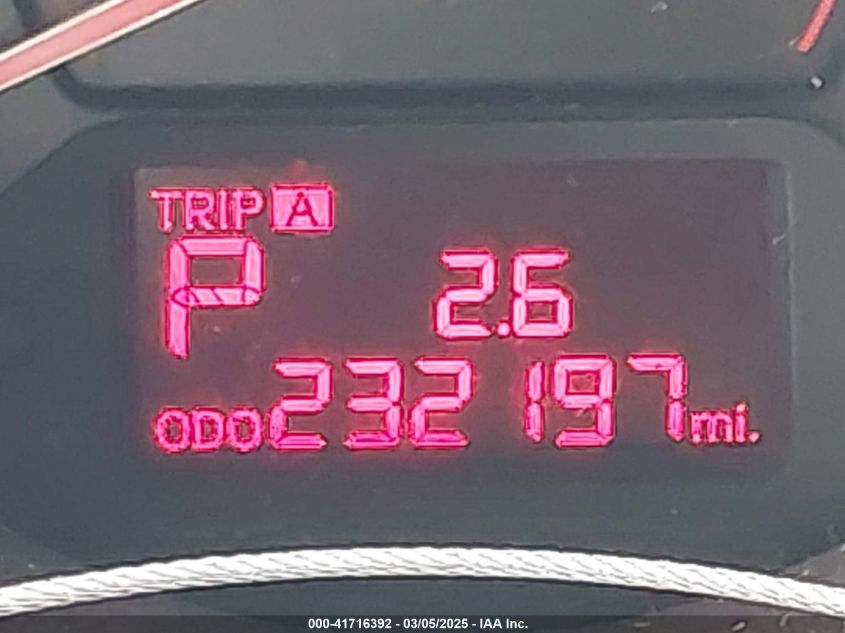 TRIP A
P 2.6
ODO 232197 mi.
000-41716392 - 03/05/2025 - IAA Inc.